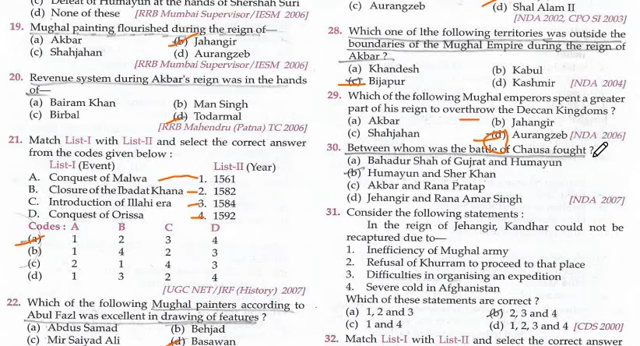 (c) Defeat of Humayun at the hands of Shershah Suri
(d) None of these [RRB Mumbai Supervisor/IESM 2006]
19. Mughal painting flourished during the reign of—
(a) Akbar (b) Jahangir
(c) Shahjahan (d) Aurangzeb
[RRB Mumbai Supervisor/IESM 2006]
20. Revenue system during Akbar's reign was in the hands
of—
(a) Bairam Khan (b) Man Singh
(c) Birbal (d) Todarmal
[RRB Mahendru (Patna) TC 2006]
21. Match List-I with List-II and select the correct answer
from the codes given below :
List-I (Event) List-II (Year)
A. Conquest of Malwa 1. 1561
B. Closure of the Ibadat Khana 2. 1582
C. Introduction of Illahi era 3. 1584
D. Conquest of Orissa 4. 1592
Codes : A B C D
(a) 1 2 3 4
(b) 1 4 2 3
(c) 2 1 4 3
(d) 1 3 2 4
[UGC NET/JRF (History) 2007]
22. Which of the following Mughal painters according to
Abul Fazl was excellent in drawing of features ?
(a) Abdus Samad (b) Behjad
(c) Mir Saiyad Ali (d) Basawan
(c) Aurangzeb (d) Shal Alam II
[NDA 2002, CPO SI 2003]
28. Which one of lthe following territories was outside the
boundaries of the Mughal Empire during the reign of
Akbar ?
(a) Khandesh (b) Kabul
(c) Bijapur (d) Kashmir [NDA 2004]
29. Which of the following Mughal emperors spent a greater
part of his reign to overthrow the Deccan Kingdoms ?
(a) Akbar (b) Jahangir
(c) Shahjahan (d) Aurangzeb [NDA 2006]
30. Between whom was the battle of Chausa fought ?
(a) Bahadur Shah of Gujrat and Humayun
(b) Humayun and Sher Khan
(c) Akbar and Rana Pratap
(d) Jehangir and Rana Amar Singh [NDA 2007]
31. Consider the following statements :
In the reign of Jehangir, Kandhar could not be
recaptured due to—
1. Inefficiency of Mughal army
2. Refusal of Khurram to proceed to that place
3. Difficulties in organising an expedition
4. Severe cold in Afghanistan
Which of these statements are correct ?
(a) 1, 2 and 3 (b) 2, 3 and 4
(c) 1 and 4 (d) 1, 2, 3 and 4 [CDS 2000]
32. Match List-I with List-II and select the correct answer